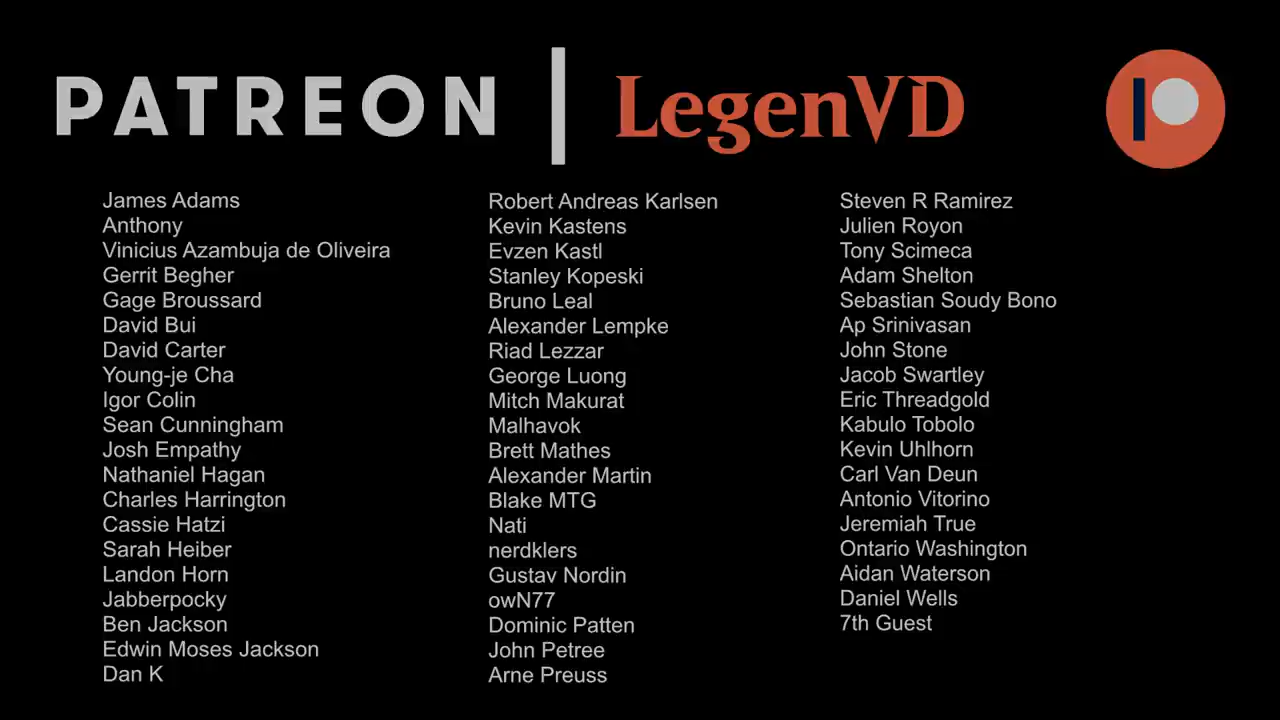 PATREON | LegenVD
James Adams
Anthony
Vinicius Azambuja de Oliveira
Gerrit Begher
Gage Broussard
David Bui
David Carter
Young-je Cha
Igor Colin
Sean Cunningham
Josh Empathy
Nathaniel Hagan
Charles Harrington
Cassie Hatzi
Sarah Heiber
Landon Horn
Jabberpocky
Ben Jackson
Edwin Moses Jackson
Dan K
Robert Andreas Karlsen
Kevin Kastens
Evzen Kastl
Stanley Kopeski
Bruno Leal
Alexander Lempke
Riad Lezzar
George Luong
Mitch Makurat
Malhavok
Brett Mathes
Alexander Martin
Blake MTG
Nati
nerdklers
Gustav Nordin
owN77
Dominic Patten
John Petree
Arne Preuss
Steven R Ramirez
Julien Royon
Tony Scimeca
Adam Shelton
Sebastian Soudy Bono
Ap Srinivasan
John Stone
Jacob Swartley
Eric Threadgold
Kabulo Tobolo
Kevin Uhlhorn
Carl Van Deun
Antonio Vitorino
Jeremiah True
Ontario Washington
Aidan Waterson
Daniel Wells
7th Guest